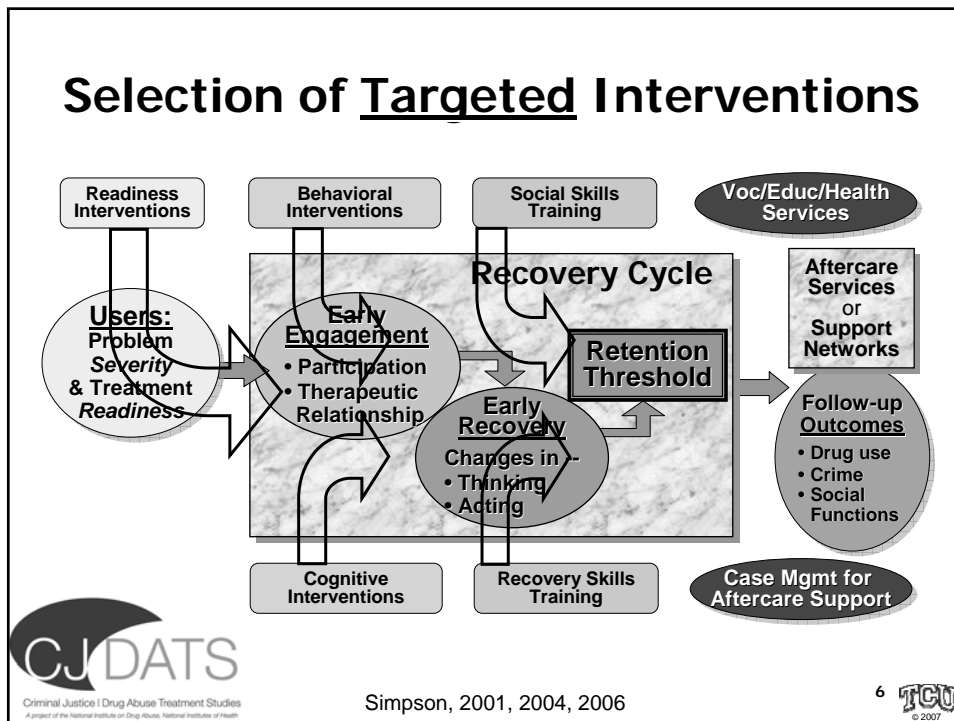 Selection of Targeted Interventions
Readiness
Interventions
Behavioral
Interventions
Social Skills
Training
Voc/Educ/Health
Services
Recovery Cycle
Users:
Problem
Severity
& Treatment
Readiness
Early
Engagement
• Participation
• Therapeutic
Relationship
Early
Recovery
Changes in --
• Thinking
• Acting
Retention
Threshold
Aftercare
Services
or
Support
Networks
Follow-up
Outcomes
• Drug use
• Crime
• Social
Functions
Cognitive
Interventions
Recovery Skills
Training
Case Mgmt for
Aftercare Support
CJ DATS
Criminal Justice | Drug Abuse Treatment Studies
A project of the National Institute on Drug Abuse, National Institutes of Health
Simpson, 2001, 2004, 2006
6
TCU
© 2007